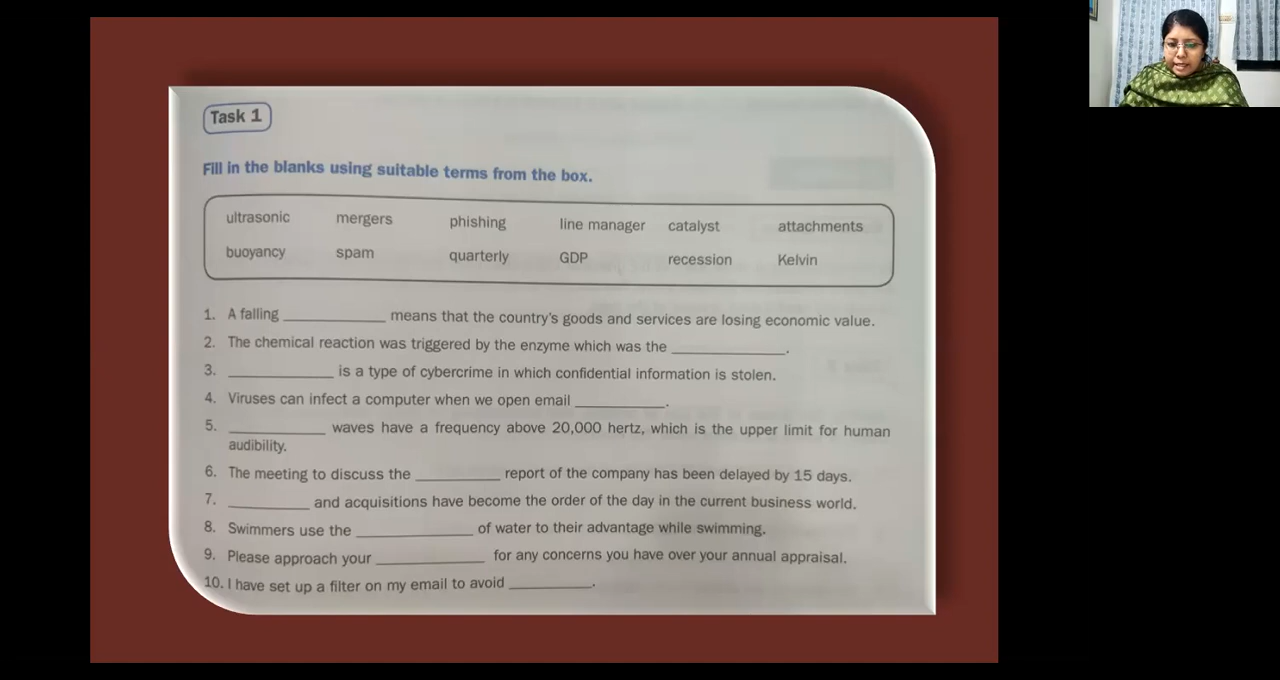 Task 1
Fill in the blanks using suitable terms from the box.
ultrasonic mergers phishing line manager catalyst attachments
buoyancy spam quarterly GDP recession Kelvin
1. A falling ____________ means that the country's goods and services are losing economic value.
2. The chemical reaction was triggered by the enzyme which was the ____________.
3. ____________ is a type of cybercrime in which confidential information is stolen.
4. Viruses can infect a computer when we open email ____________.
5. ____________ waves have a frequency above 20,000 hertz, which is the upper limit for human
audibility.
6. The meeting to discuss the ____________ report of the company has been delayed by 15 days.
7. ____________ and acquisitions have become the order of the day in the current business world.
8. Swimmers use the ____________ of water to their advantage while swimming.
9. Please approach your ____________ for any concerns you have over your annual appraisal.
10. I have set up a filter on my email to avoid ____________.